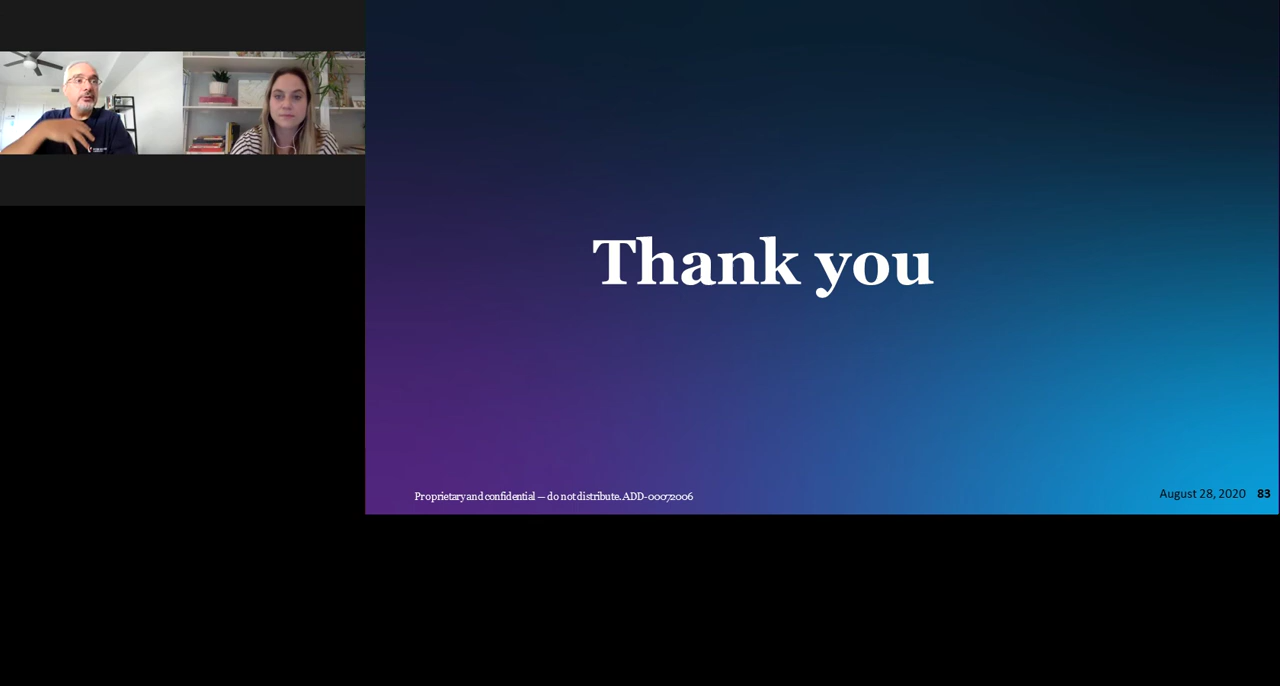 Thank you
Proprietary and confidential — do not distribute. ADD-00072006
August 28, 2020 83